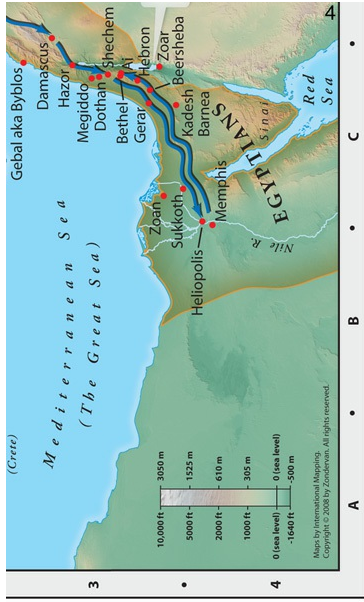 4
(Crete)
Gebal aka Byblos
Damascus
Hazor
Megiddo
Dothan
Shechem
Bethel
Ai
Gerar
Hebron
Zoar
Beersheba
Kadesh
Barnea
Mediterranean Sea
(The Great Sea)
Zoan
Sukkoth
Heliopolis
Memphis
EGYPTIANS
Sinai
Red
Sea
Nile R.
10,000 ft
3050 m
5000 ft
1525 m
2000 ft
610 m
1000 ft
305 m
0 (sea level)
0 (sea level)
-1640 ft
-500 m
Maps by International Mapping.
Copyright © 2008 by Zondervan. All rights reserved.
A
B
C
3
4